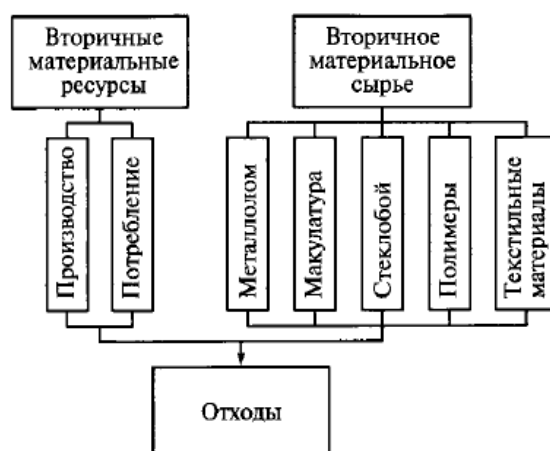 Вторичные
материальные
ресурсы
Вторичное
материальное
сырье
Производство
Потребление
Металлолом
Макулатура
Стеклобой
Полимеры
Текстильные
материалы
Отходы